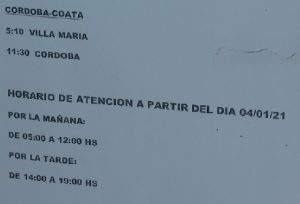 CORDOBA-COATA
5:10 VILLA MARIA
11:30 CORDOBA
HORARIO DE ATENCION A PARTIR DEL DIA 04/01/21
POR LA MAÑANA:
DE 05:00 A 12:00 HS
POR LA TARDE:
DE 14:00 A 19:00 HS